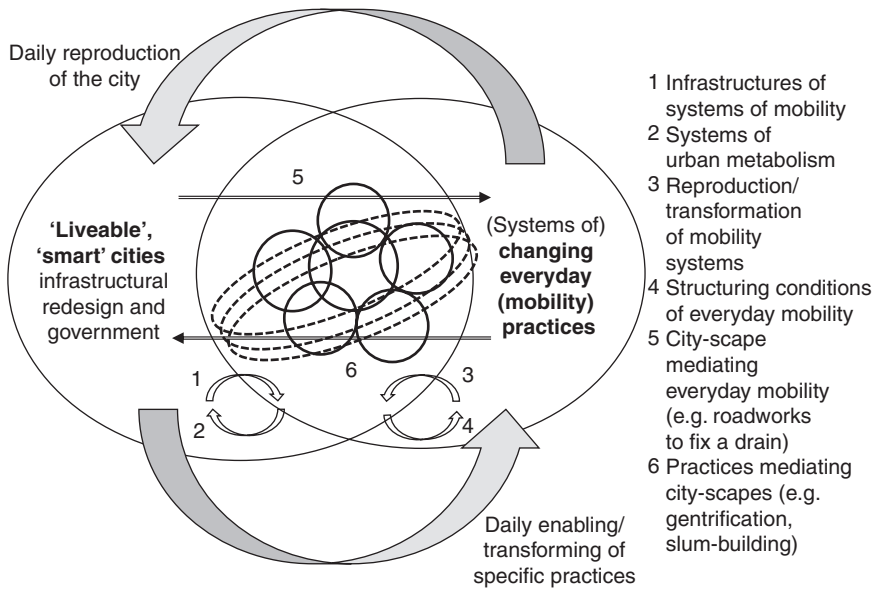 Daily reproduction
of the city
5
'Liveable',
'smart' cities
infrastructural
redesign and
government
(Systems of)
changing
everyday
(mobility)
practices
6
1
2
3
4
Daily enabling/
transforming of
specific practices
1 Infrastructures of
systems of mobility
2 Systems of
urban metabolism
3 Reproduction/
transformation
of mobility
systems
4 Structuring conditions
of everyday mobility
5 City-scape
mediating
everyday mobility
(e.g. roadworks
to fix a drain)
6 Practices mediating
city-scapes (e.g.
gentrification,
slum-building)